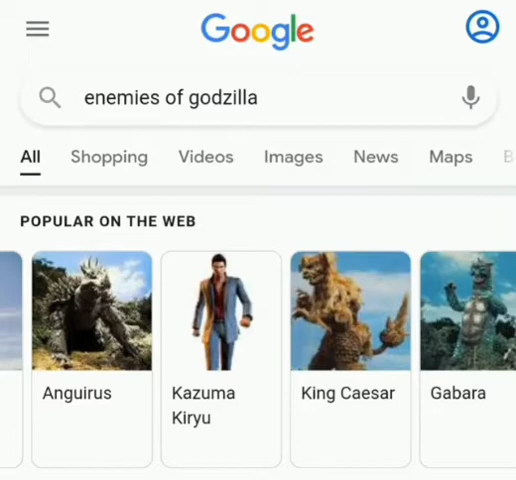 Google
enemies of godzilla
All Shopping Videos Images News Maps B
POPULAR ON THE WEB
Anguirus
Kazuma
Kiryu
King Caesar
Gabara